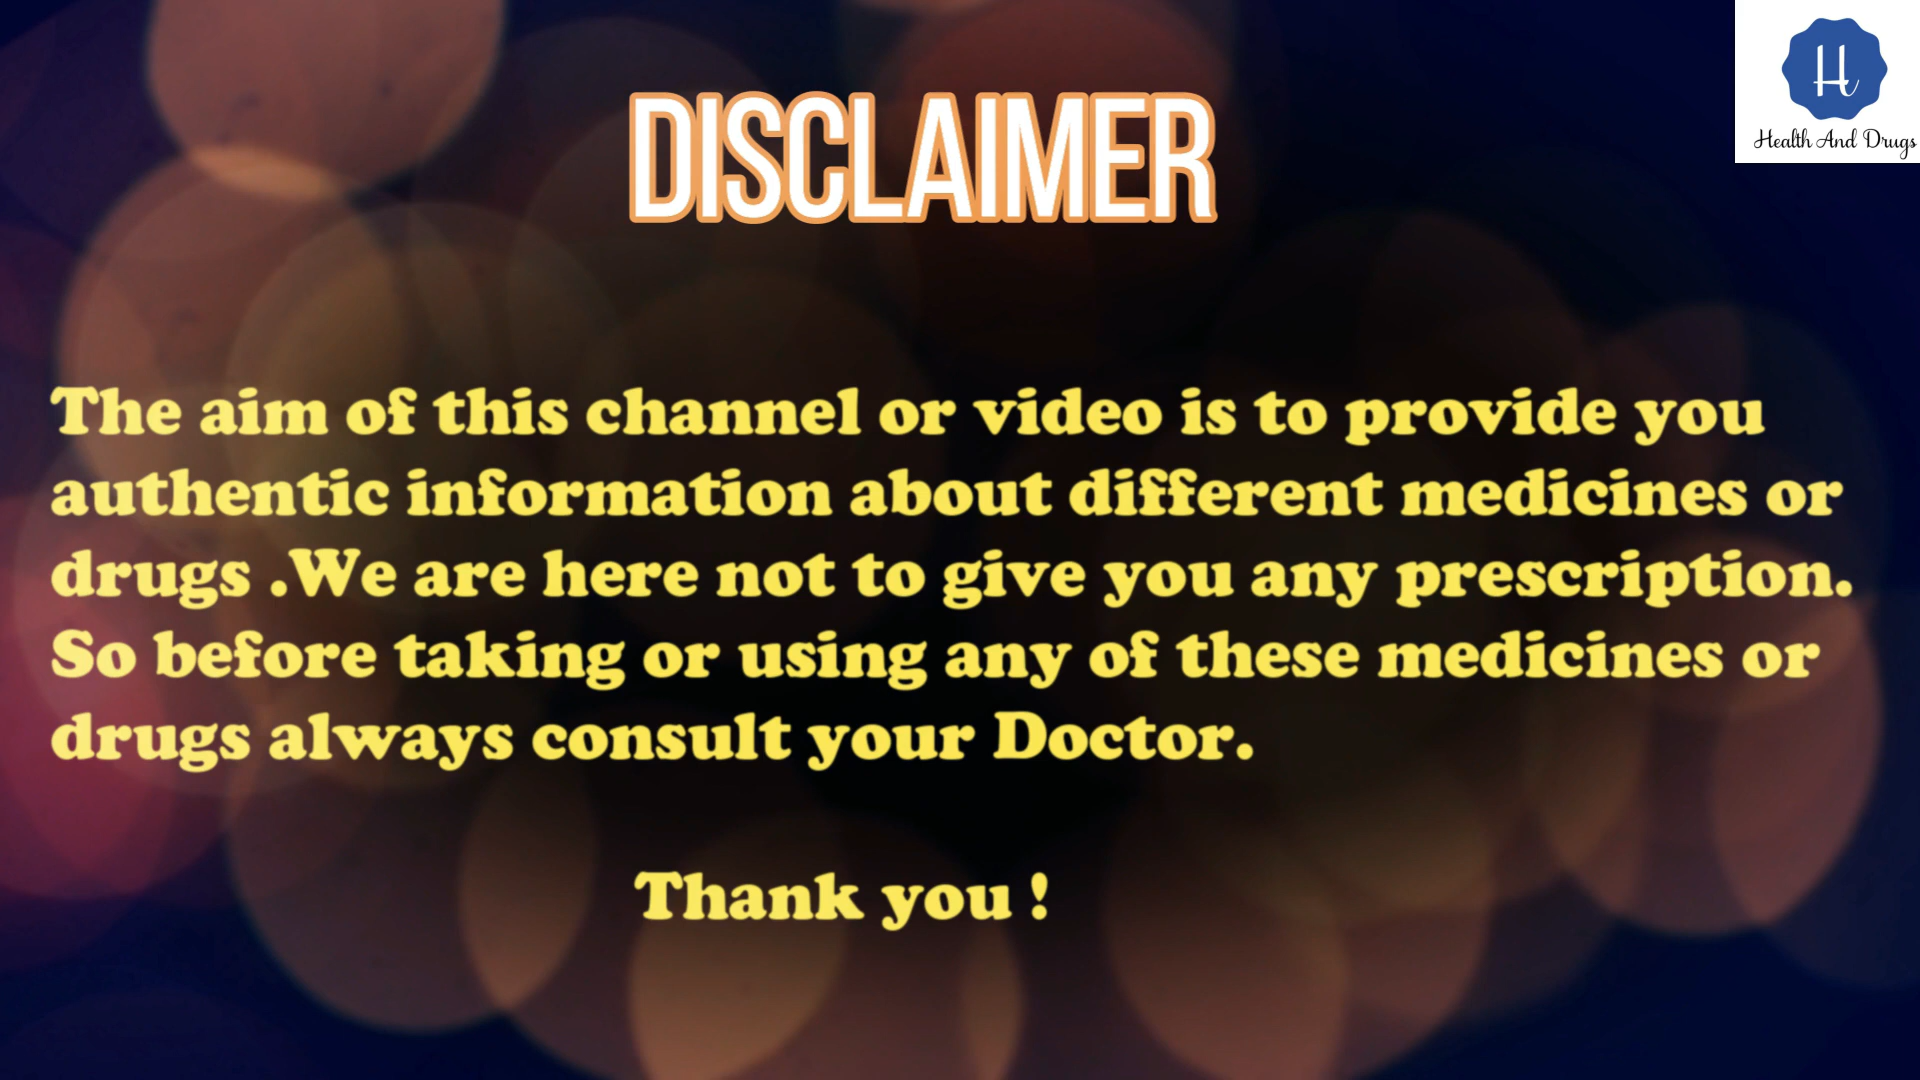 H
Health And Drugs
DISCLAIMER
The aim of this channel or video is to provide you
authentic information about different medicines or
drugs .We are here not to give you any prescription.
So before taking or using any of these medicines or
drugs always consult your Doctor.
Thank you !